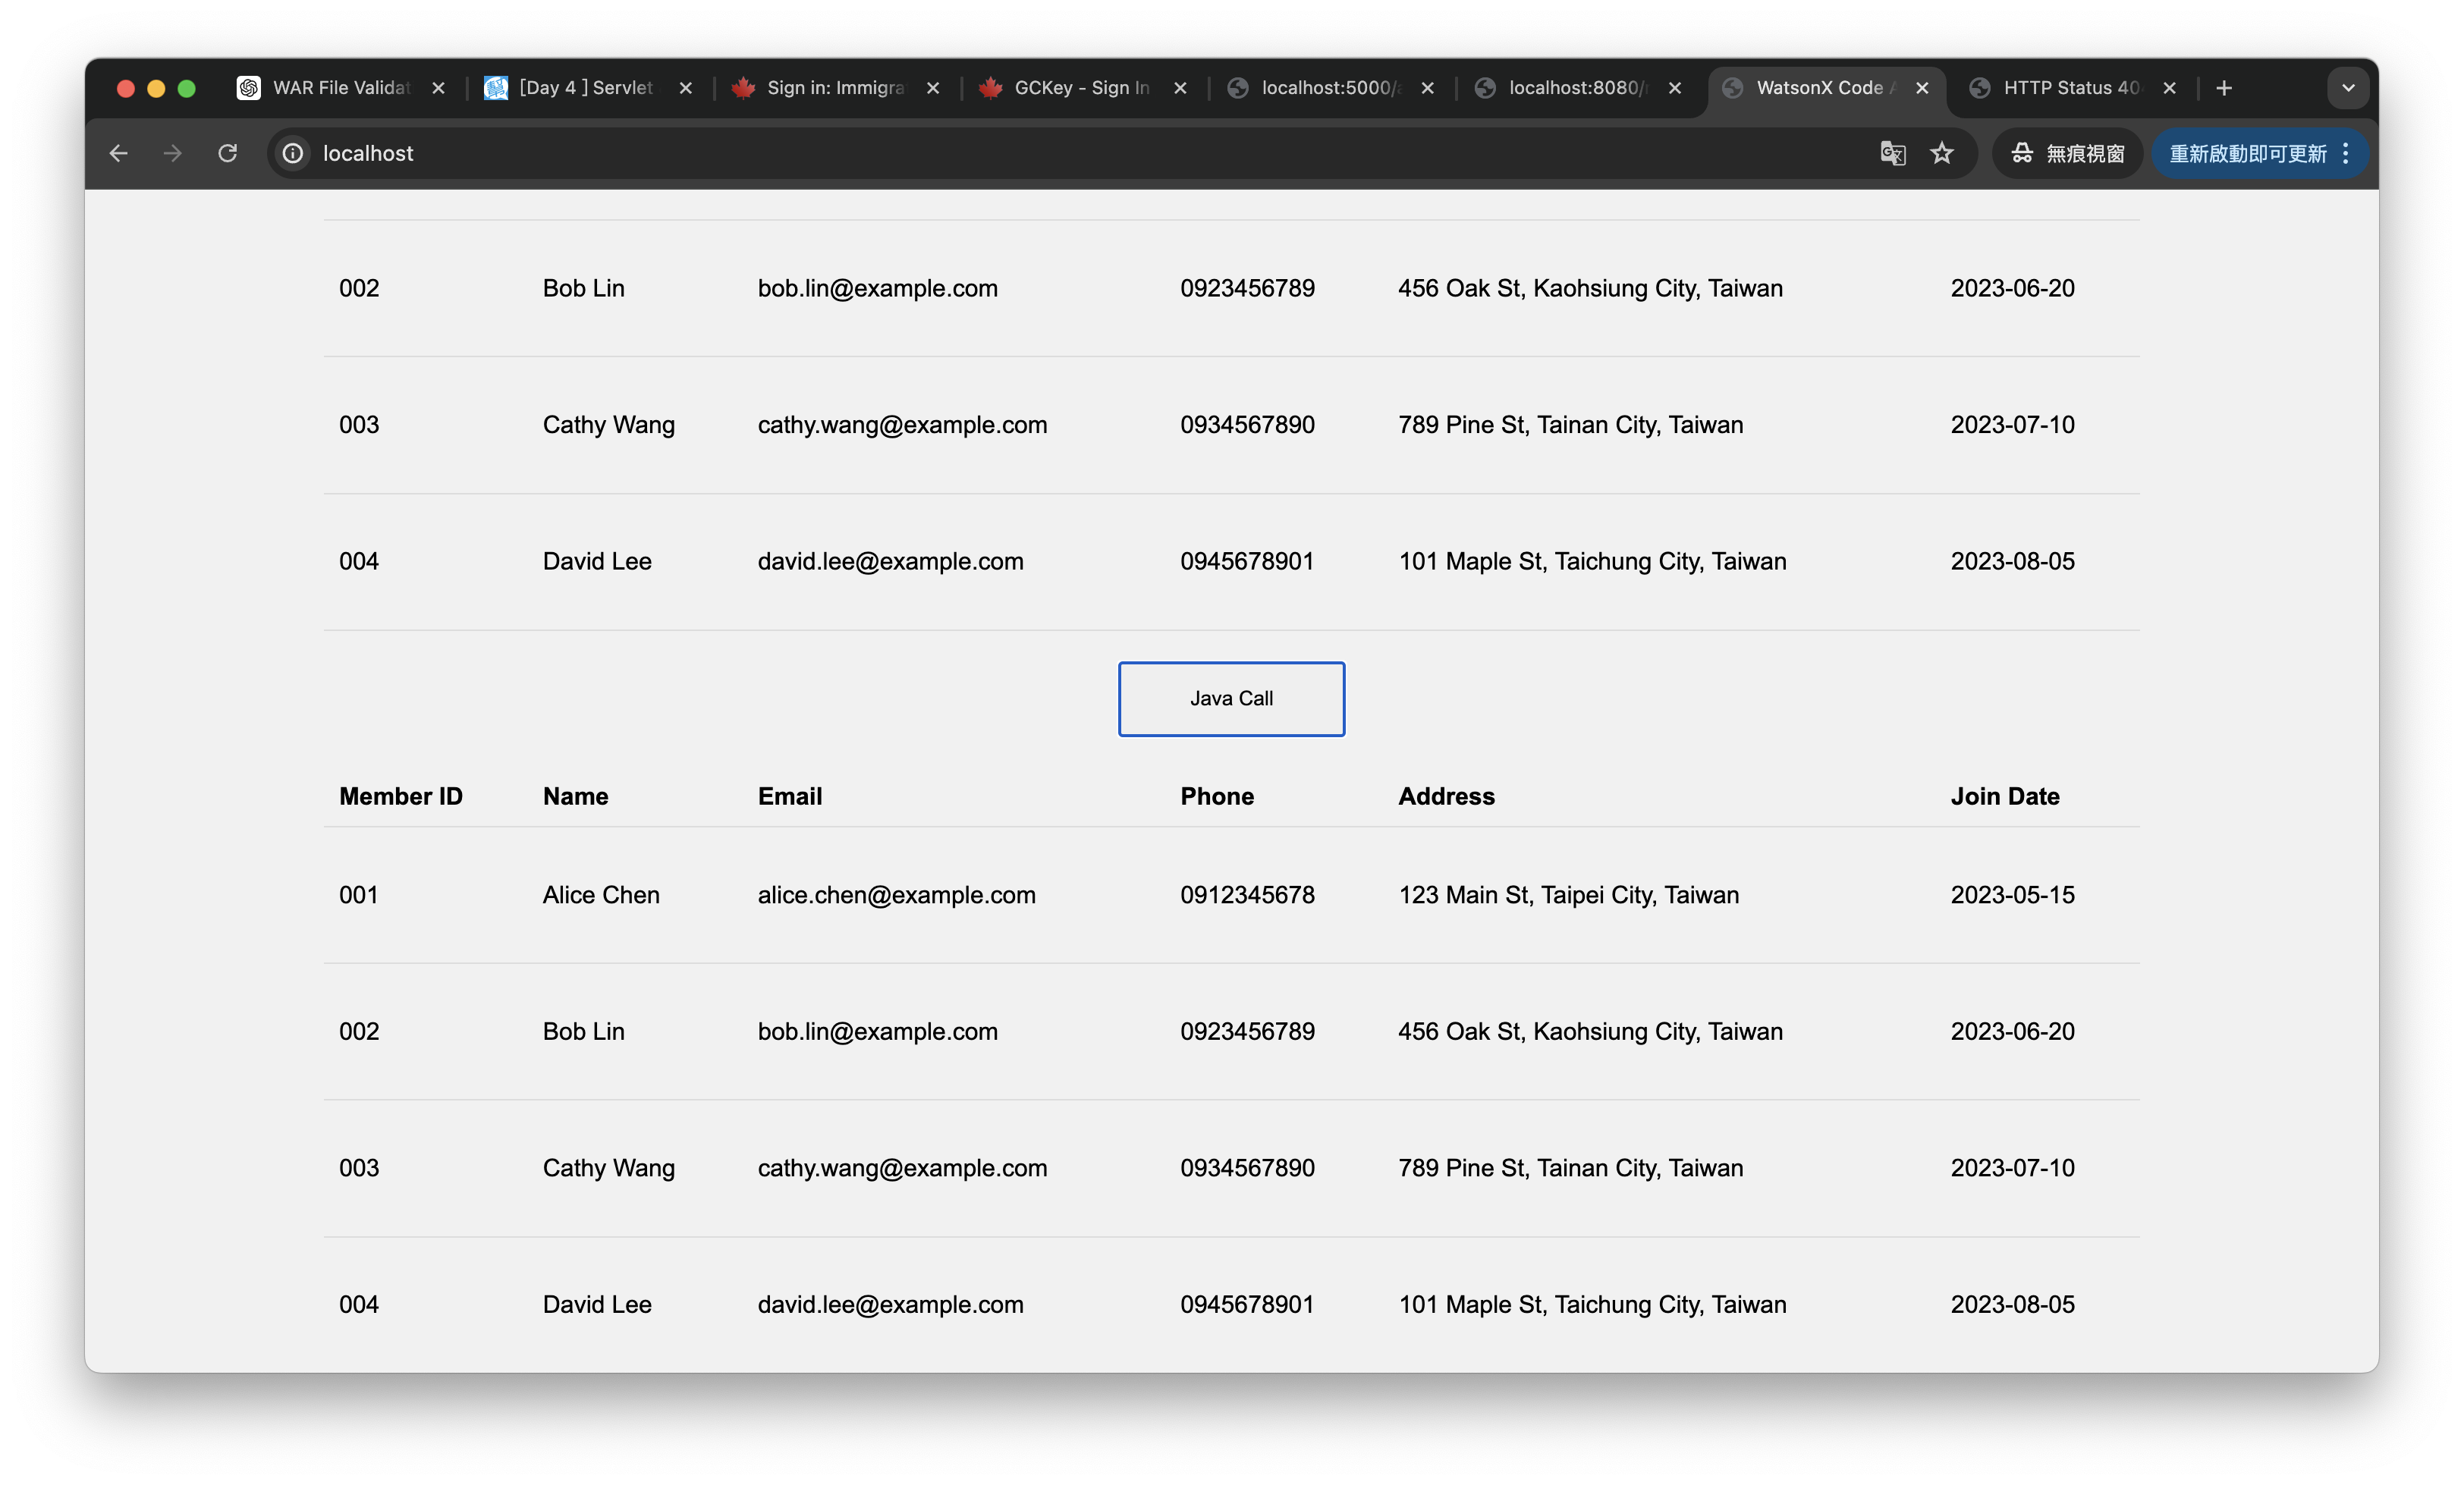 WAR File Validat
[Day 4 ] Servlet
Sign in: Immigra
GCKey - Sign In
localhost:5000/a
localhost:8080/
WatsonX Code A
HTTP Status 40
localhost
無痕視窗
重新啟動即可更新
002 Bob Lin bob.lin@example.com 0923456789 456 Oak St, Kaohsiung City, Taiwan 2023-06-20
003 Cathy Wang cathy.wang@example.com 0934567890 789 Pine St, Tainan City, Taiwan 2023-07-10
004 David Lee david.lee@example.com 0945678901 101 Maple St, Taichung City, Taiwan 2023-08-05
Java Call
Member ID Name Email Phone Address Join Date
001 Alice Chen alice.chen@example.com 0912345678 123 Main St, Taipei City, Taiwan 2023-05-15
002 Bob Lin bob.lin@example.com 0923456789 456 Oak St, Kaohsiung City, Taiwan 2023-06-20
003 Cathy Wang cathy.wang@example.com 0934567890 789 Pine St, Tainan City, Taiwan 2023-07-10
004 David Lee david.lee@example.com 0945678901 101 Maple St, Taichung City, Taiwan 2023-08-05